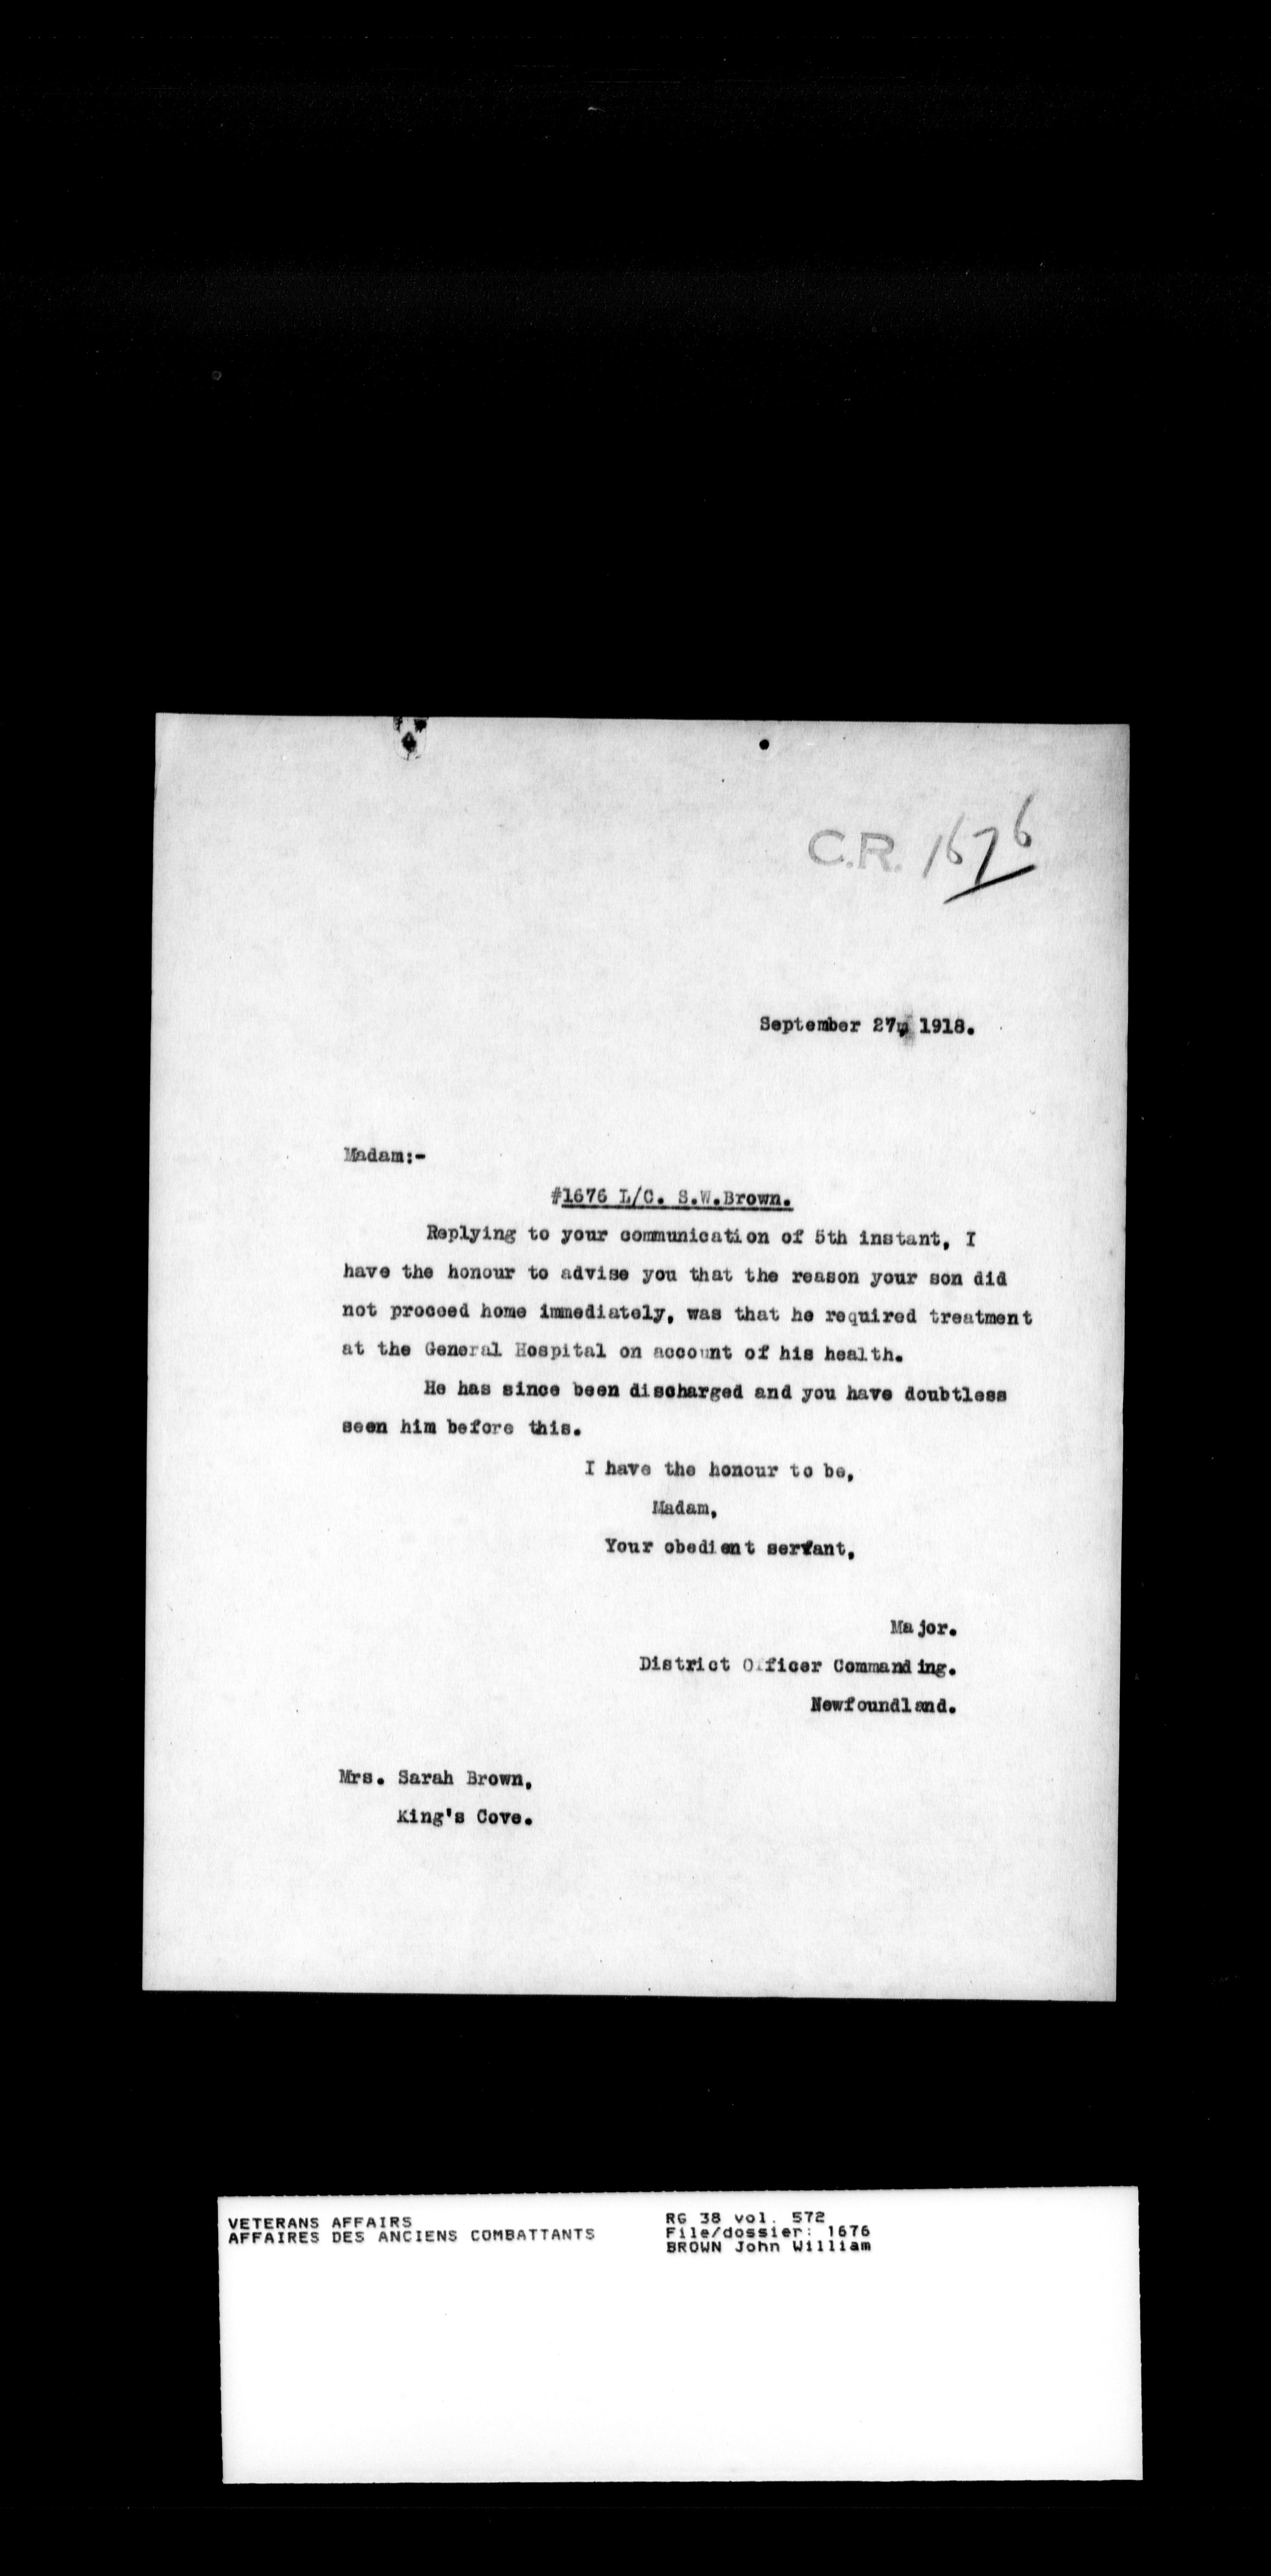 C.R. 1676
September 27, 1918.
Madam:-
#1676 L/C. S.W.Brown.
Replying to your communication of 5th instant, I
have the honour to advise you that the reason your son did
not proceed home immediately, was that he required treatment
at the General Hospital on account of his health.
He has since been discharged and you have doubtless
seen him before this.
I have the honour to be,
Madam,
Your obedient servant,
Major.
District Officer Commanding.
Newfoundland.
Mrs. Sarah Brown,
King's Cove.
VETERANS AFFAIRS
AFFAIRES DES ANCIENS COMBATTANTS
RG 38 vol. 572
File/dossier: 1676
BROWN John William